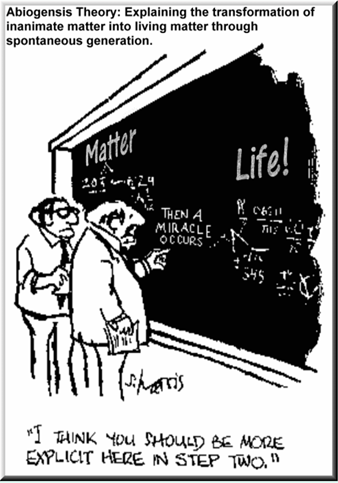 Abiogensis Theory: Explaining the transformation of
inanimate matter into living matter through
spontaneous generation.
Matter
Life!
THEN A
MIRACLE
OCCURS
S. Harris
"I THINK YOU SHOULD BE MORE
EXPLICIT HERE IN STEP TWO."